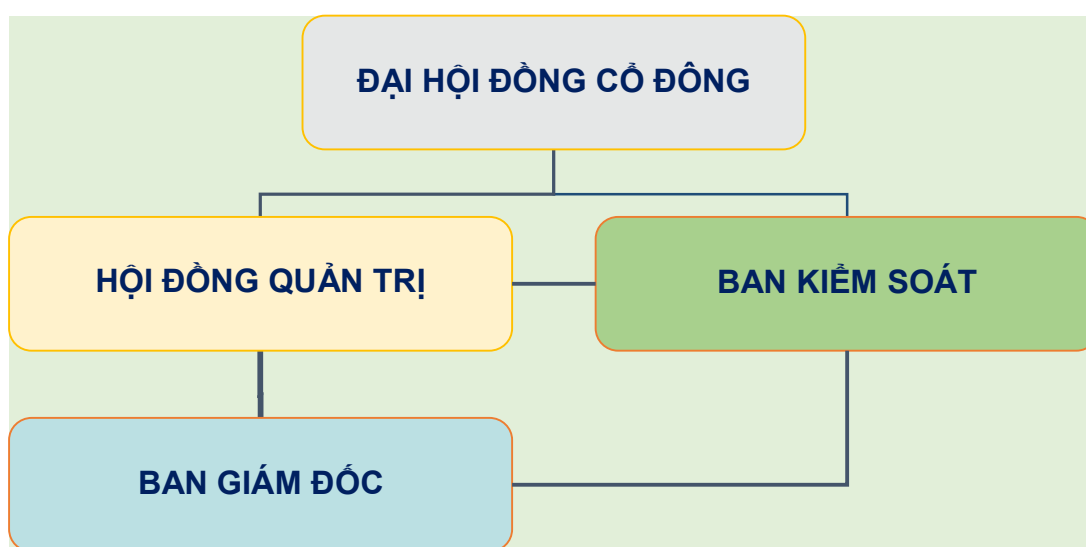 ĐẠI HỘI ĐỒNG CỔ ĐÔNG
HỘI ĐỒNG QUẢN TRỊ
BAN KIỂM SOÁT
BAN GIÁM ĐỐC